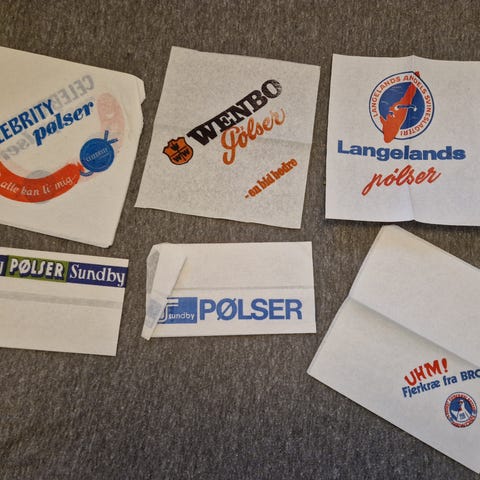 CELEBRITY
pølser
alle kan li' mig
CELEBRITY
WENBO
Pølser
- en bid bedre
LANGELANDS ANDELS SVINESLAGTERI
Langelands
pølser
PØLSER Sundby
sundby PØLSER
UHM!
Fjerkræ fra BRO